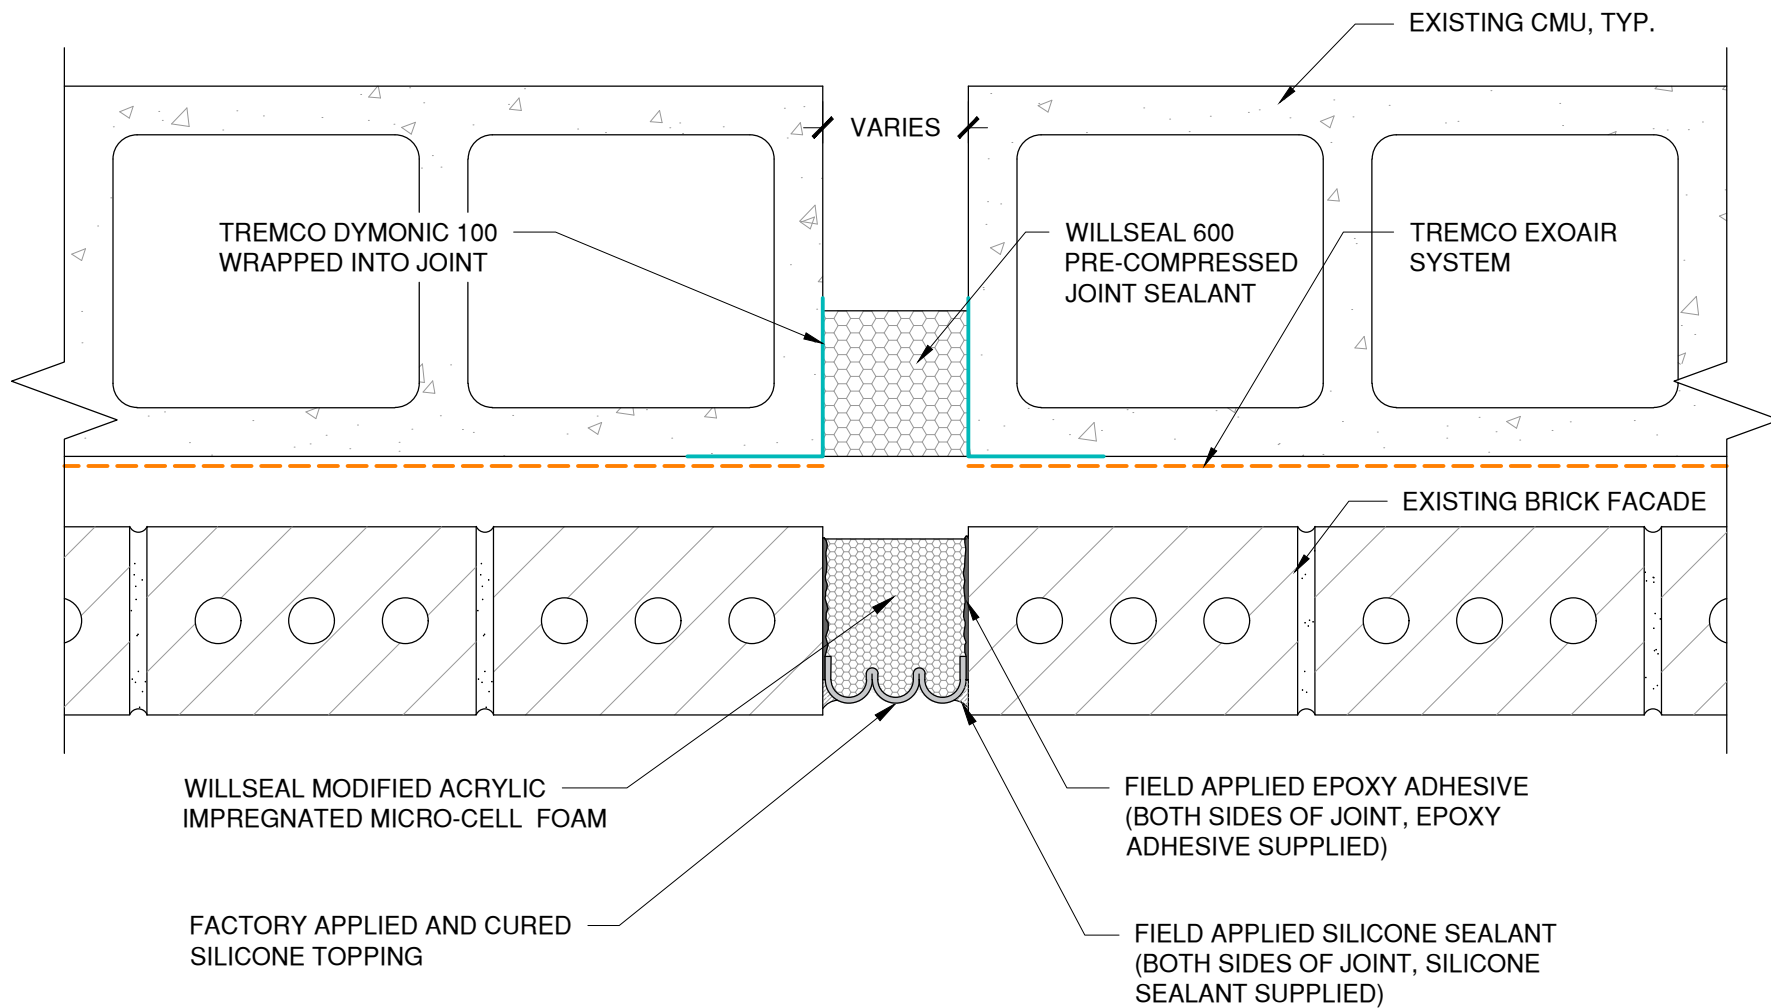 EXISTING CMU, TYP.
VARIES
TREMCO DYMONIC 100
WRAPPED INTO JOINT
WILLSEAL 600
PRE-COMPRESSED
JOINT SEALANT
TREMCO EXOAIR
SYSTEM
EXISTING BRICK FACADE
WILLSEAL MODIFIED ACRYLIC
IMPREGNATED MICRO-CELL FOAM
FIELD APPLIED EPOXY ADHESIVE
(BOTH SIDES OF JOINT, EPOXY
ADHESIVE SUPPLIED)
FACTORY APPLIED AND CURED
SILICONE TOPPING
FIELD APPLIED SILICONE SEALANT
(BOTH SIDES OF JOINT, SILICONE
SEALANT SUPPLIED)